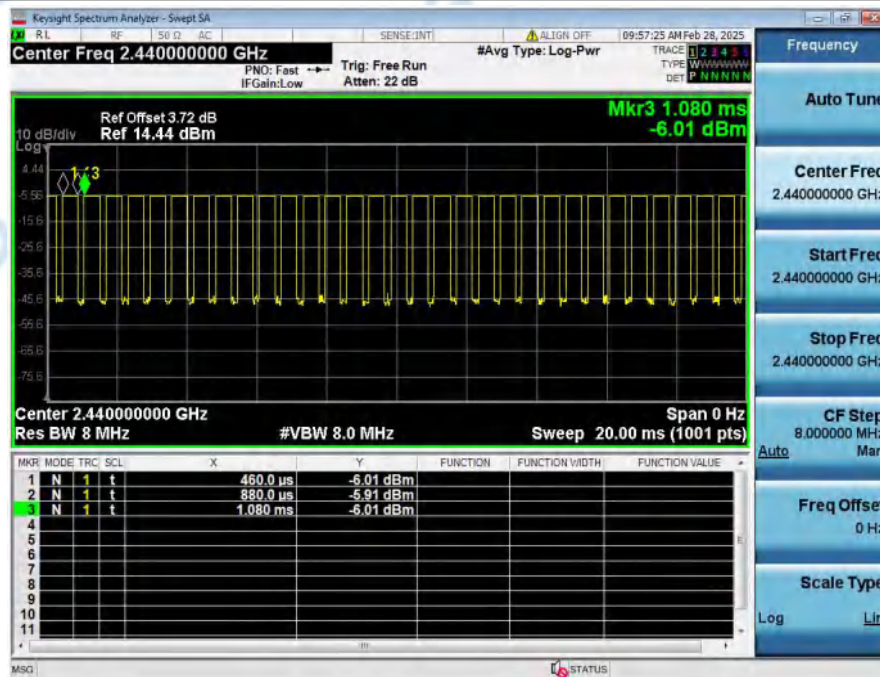 Keysight Spectrum Analyzer - Swept SA
RL RF 50 Ω AC SENSE:INT ALIGN OFF 09:57:25 AM Feb 28, 2025
Center Freq 2.440000000 GHz #Avg Type: Log-Pwr TRACE 1 2 3 4 5 6
PNO: Fast Trig: Free Run TYPE WWWWWW
IFGain:Low Atten: 22 dB DET P N N N N N
Mkr3 1.080 ms
Ref Offset 3.72 dB
10 dB/div Ref 14.44 dBm -6.01 dBm
Log
4.44
-5.56
-15.6
-25.6
-35.6
-45.6
-55.6
-65.6
-75.6
Center 2.440000000 GHz Span 0 Hz
Res BW 8 MHz #VBW 8.0 MHz Sweep 20.00 ms (1001 pts)
MKR MODE TRC SCL X Y FUNCTION FUNCTION WIDTH FUNCTION VALUE
1 N 1 t 460.0 µs -6.01 dBm
2 N 1 t 880.0 µs -5.91 dBm
3 N 1 t 1.080 ms -6.01 dBm
4
5
6
7
8
9
10
11
MSG STATUS
Frequency
Auto Tune
Center Freq
2.440000000 GHz
Start Freq
2.440000000 GHz
Stop Freq
2.440000000 GHz
CF Step
8.000000 MHz
Auto Man
Freq Offset
0 Hz
Scale Type
Log Lin